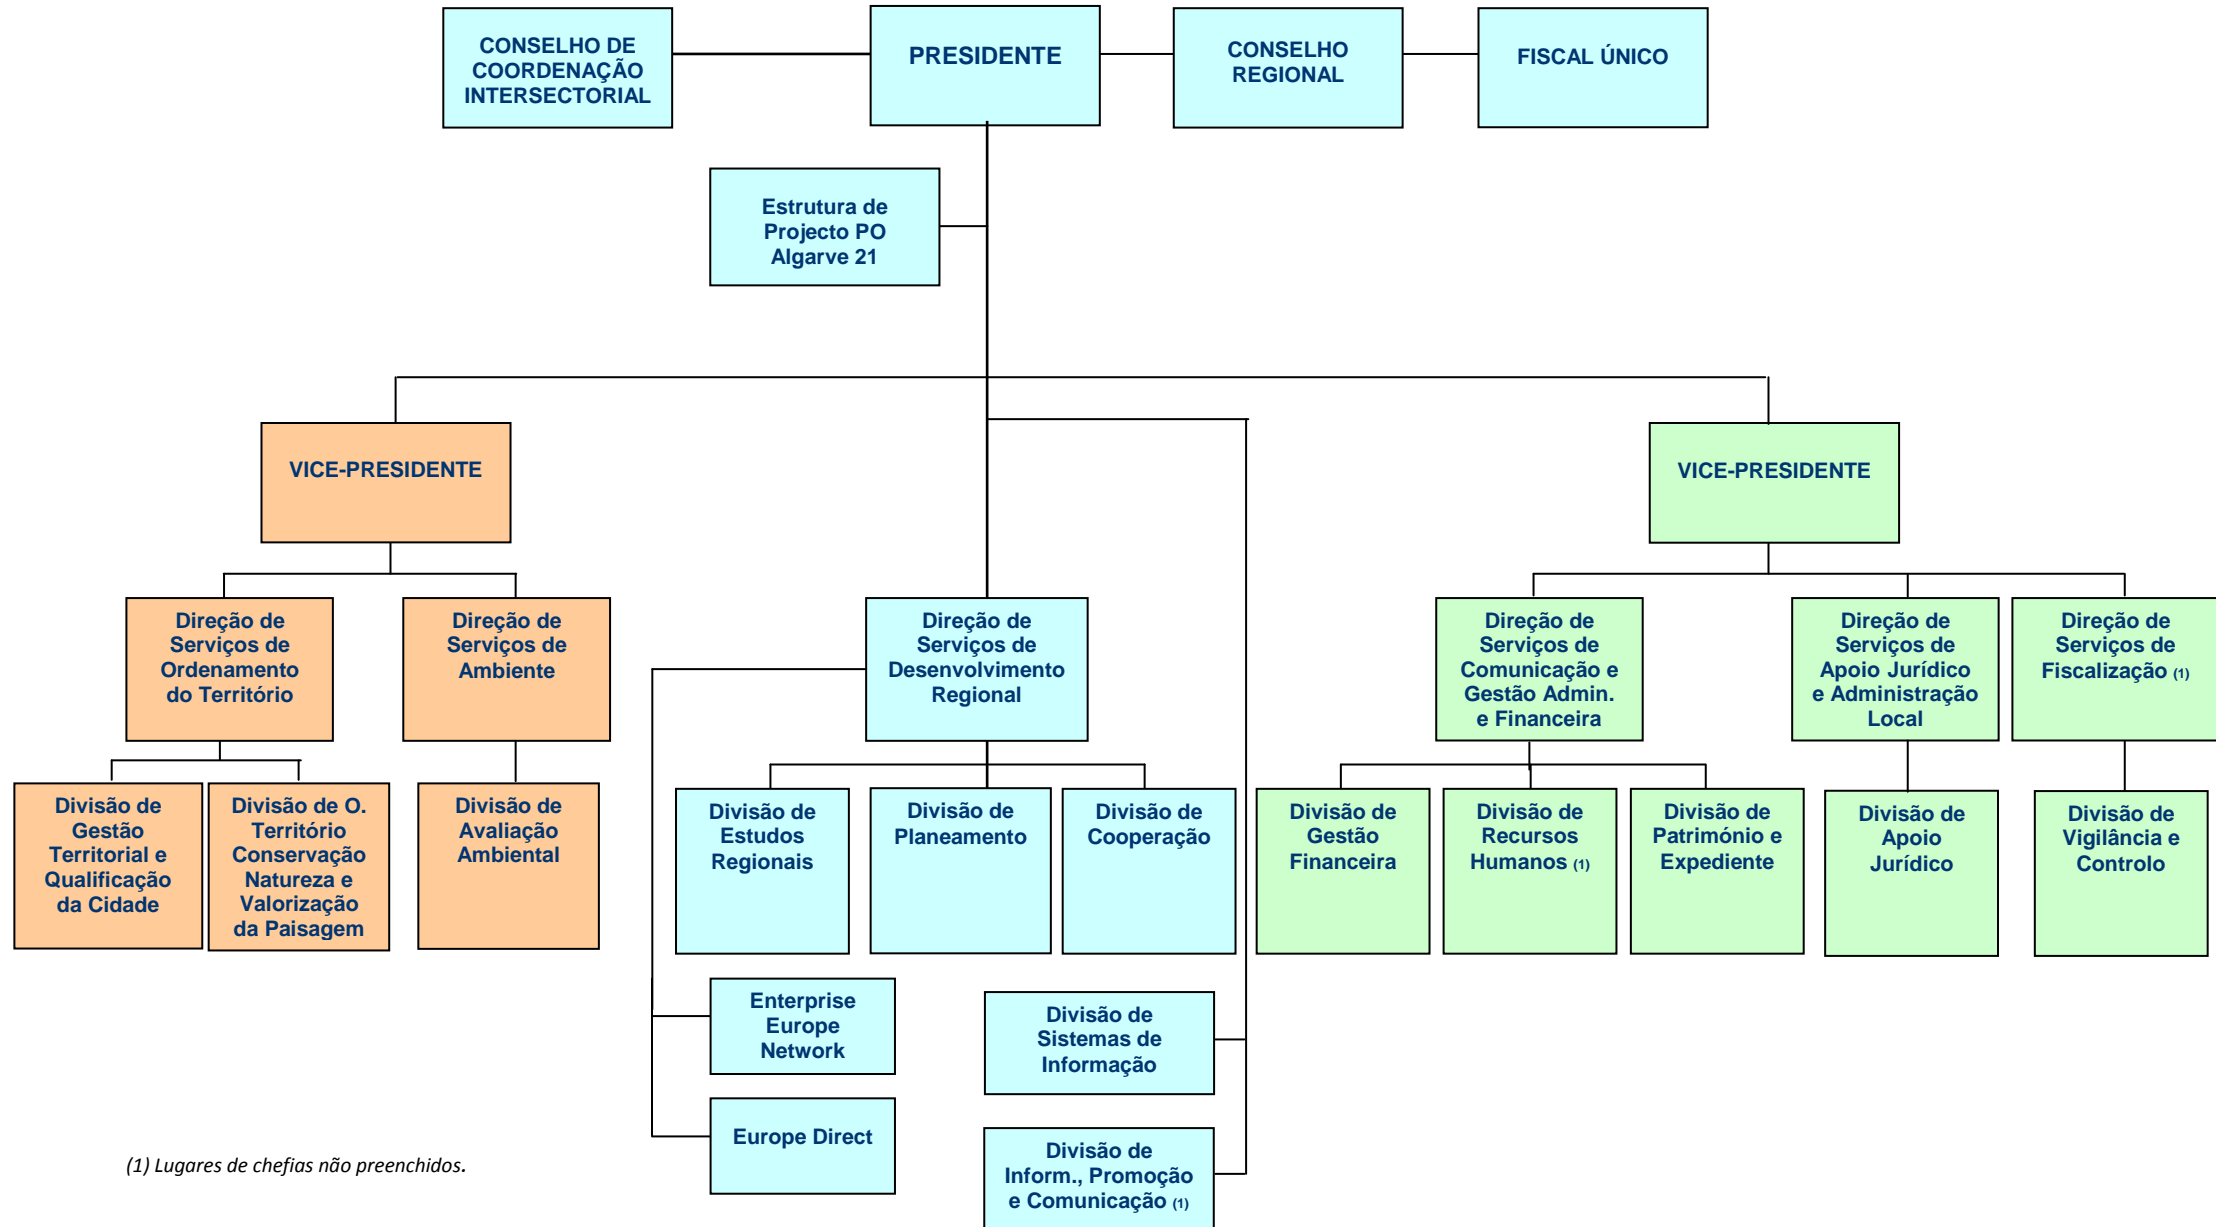 CONSELHO DE
COORDENAÇÃO
INTERSECTORIAL
PRESIDENTE
CONSELHO
REGIONAL
FISCAL ÚNICO
Estrutura de
Projecto PO
Algarve 21
VICE-PRESIDENTE
VICE-PRESIDENTE
Direção de
Serviços de
Ordenamento
do Território
Direção de
Serviços de
Ambiente
Direção de
Serviços de
Desenvolvimento
Regional
Direção de
Serviços de
Comunicação e
Gestão Admin.
e Financeira
Direção de
Serviços de
Apoio Jurídico
e Administração
Local
Direção de
Serviços de
Fiscalização (1)
Divisão de
Gestão
Territorial e
Qualificação
da Cidade
Divisão de O.
Território
Conservação
Natureza e
Valorização
da Paisagem
Divisão de
Avaliação
Ambiental
Divisão de
Estudos
Regionais
Divisão de
Planeamento
Divisão de
Cooperação
Divisão de
Gestão
Financeira
Divisão de
Recursos
Humanos (1)
Divisão de
Património e
Expediente
Divisão de
Apoio
Jurídico
Divisão de
Vigilância e
Controlo
Enterprise
Europe
Network
Divisão de
Sistemas de
Informação
Europe Direct
Divisão de
Inform., Promoção
e Comunicação (1)
(1) Lugares de chefias não preenchidos.